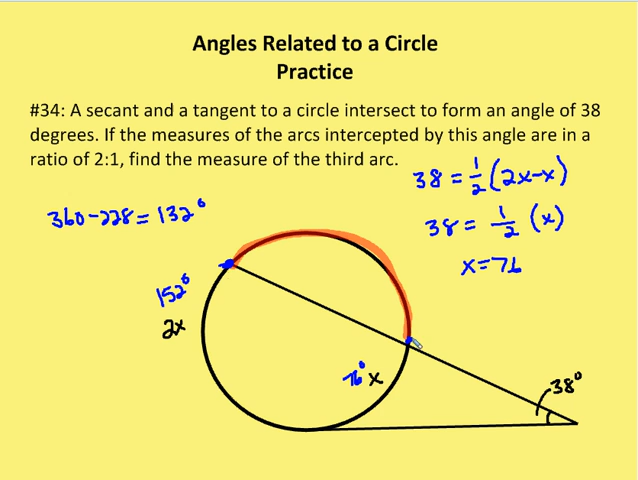 Angles Related to a Circle
Practice
#34: A secant and a tangent to a circle intersect to form an angle of 38
degrees. If the measures of the arcs intercepted by this angle are in a
ratio of 2:1, find the measure of the third arc.
38 = 1/2 (2x-x)
360-228 = 132°
38 = 1/2 (x)
x=76
152°
2x
76° x
38°